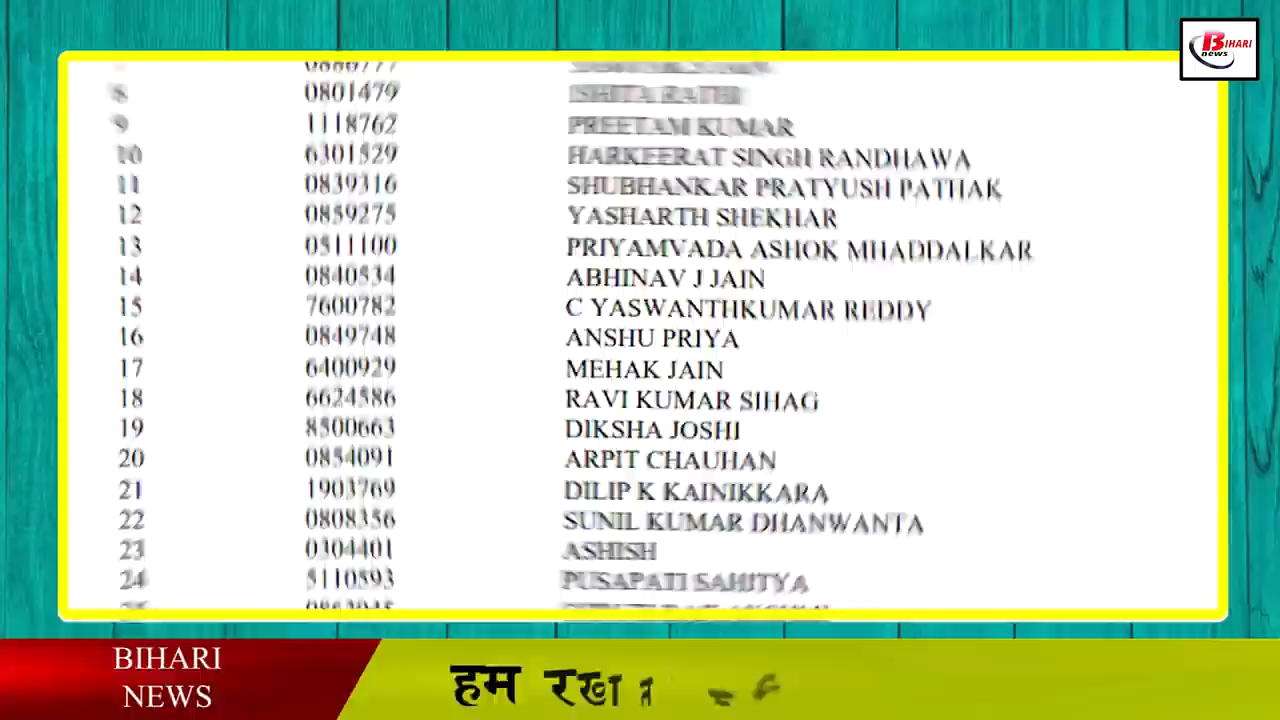 BIHARI
news
8 0801479 ISHITA RATHI
9 1118762 PREETAM KUMAR
10 6301529 HARKEERAT SINGH RANDHAWA
11 0839316 SHUBHANKAR PRATYUSH PATHAK
12 0859275 YASHARTH SHEKHAR
13 0511100 PRIYAMVADA ASHOK MHADDALKAR
14 0840534 ABHINAV J JAIN
15 7600782 C YASWANTHKUMAR REDDY
16 0849748 ANSHU PRIYA
17 6400929 MEHAK JAIN
18 6624586 RAVI KUMAR SIHAG
19 8500663 DIKSHA JOSHI
20 0854091 ARPIT CHAUHAN
21 1903769 DILIP K KAINIKKARA
22 0808356 SUNIL KUMAR DHANWANTA
23 0304401 ASHISH
24 5110593 PUSAPATI SAHITYA
BIHARI
NEWS
हम